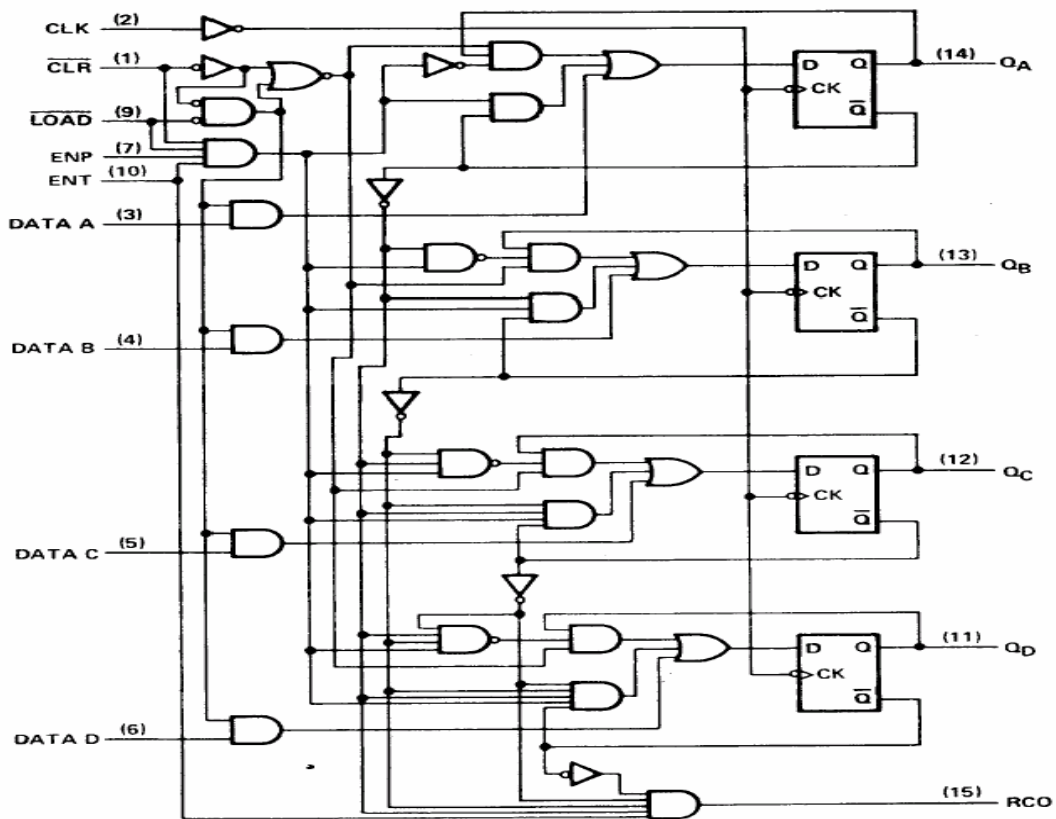 CLK (2)
CLR (1)
LOAD (9)
ENP (7)
ENT (10)
DATA A (3)
DATA B (4)
DATA C (5)
DATA D (6)
D Q
CK
Q
(14) QA
D Q
CK
Q
(13) QB
D Q
CK
Q
(12) QC
D Q
CK
Q
(11) QD
(15) RCO